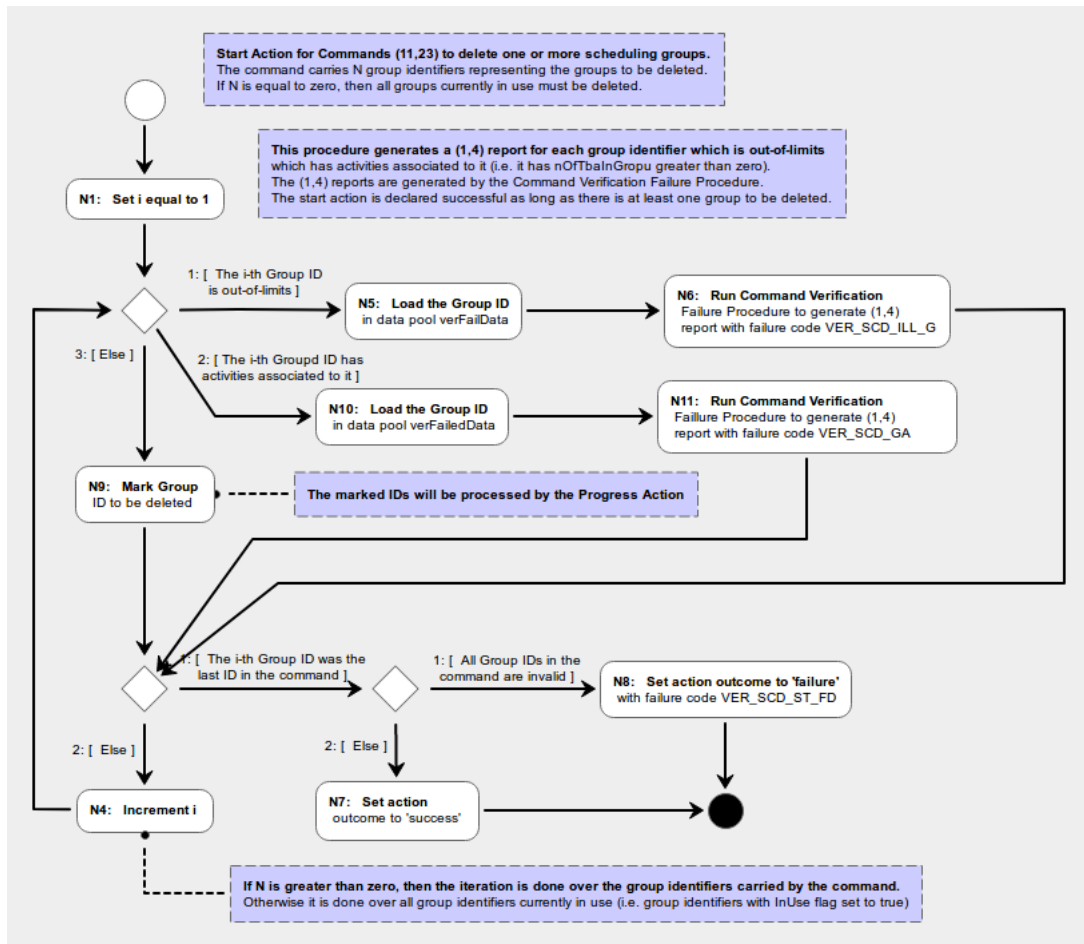 Start Action for Commands (11,23) to delete one or more scheduling groups.
The command carries N group identifiers representing the groups to be deleted.
If N is equal to zero, then all groups currently in use must be deleted.
This procedure generates a (1,4) report for each group identifier which is out-of-limits
which has activities associated to it (i.e. it has nOfTbaInGropu greater than zero).
The (1,4) reports are generated by the Command Verification Failure Procedure.
The start action is declared successful as long as there is at least one group to be deleted.
N1: Set i equal to 1
1: [ The i-th Group ID
is out-of-limits ]
N5: Load the Group ID
in data pool verFailData
N6: Run Command Verification
Failure Procedure to generate (1,4)
report with failure code VER_SCD_ILL_G
3: [ Else ]
2: [ The i-th Groupd ID has
activities associated to it ]
N10: Load the Group ID
in data pool verFailedData
N11: Run Command Verification
Faillure Procedure to generate (1,4)
report with failure code VER_SCD_GA
N9: Mark Group
ID to be deleted
The marked IDs will be processed by the Progress Action
1: [ The i-th Group ID was the
last ID in the command ]
1: [ All Group IDs in the
command are invalid ]
N8: Set action outcome to 'failure'
with failure code VER_SCD_ST_FD
2: [ Else ]
2: [ Else ]
N4: Increment i
N7: Set action
outcome to 'success'
If N is greater than zero, then the iteration is done over the group identifiers carried by the command.
Otherwise it is done over all group identifiers currently in use (i.e. group identifiers with InUse flag set to true)